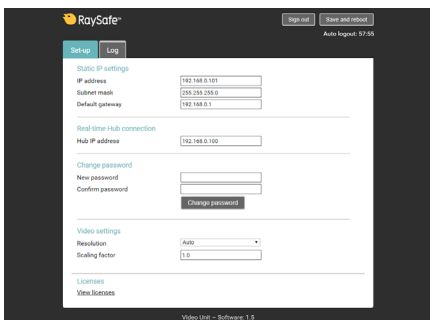 RaySafe™
Sign out
Save and reboot
Auto logout: 57:55
Set-up
Log
Static IP settings
IP address 192.168.0.101
Subnet mask 255.255.255.0
Default gateway 192.168.0.1
Real-time Hub connection
Hub IP address 192.168.0.100
Change password
New password
Confirm password
Change password
Video settings
Resolution Auto
Scaling factor 1.0
Licenses
View licenses
Video Unit – Software: 1.5